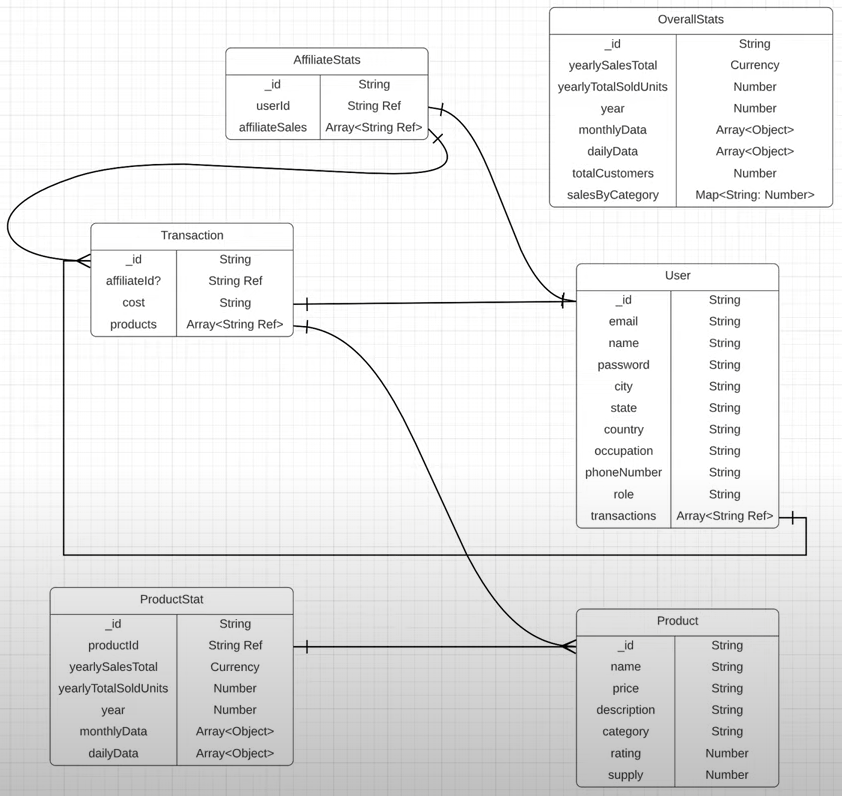 OverallStats
_id String
yearlySalesTotal Currency
yearlyTotalSoldUnits Number
year Number
monthlyData Array<Object>
dailyData Array<Object>
totalCustomers Number
salesByCategory Map<String: Number>
AffiliateStats
_id String
userId String Ref
affiliateSales Array<String Ref>
Transaction
_id String
affiliateId? String Ref
cost String
products Array<String Ref>
User
_id String
email String
name String
password String
city String
state String
country String
occupation String
phoneNumber String
role String
transactions Array<String Ref>
ProductStat
_id String
productId String Ref
yearlySalesTotal Currency
yearlyTotalSoldUnits Number
year Number
monthlyData Array<Object>
dailyData Array<Object>
Product
_id String
name String
price String
description String
category String
rating Number
supply Number